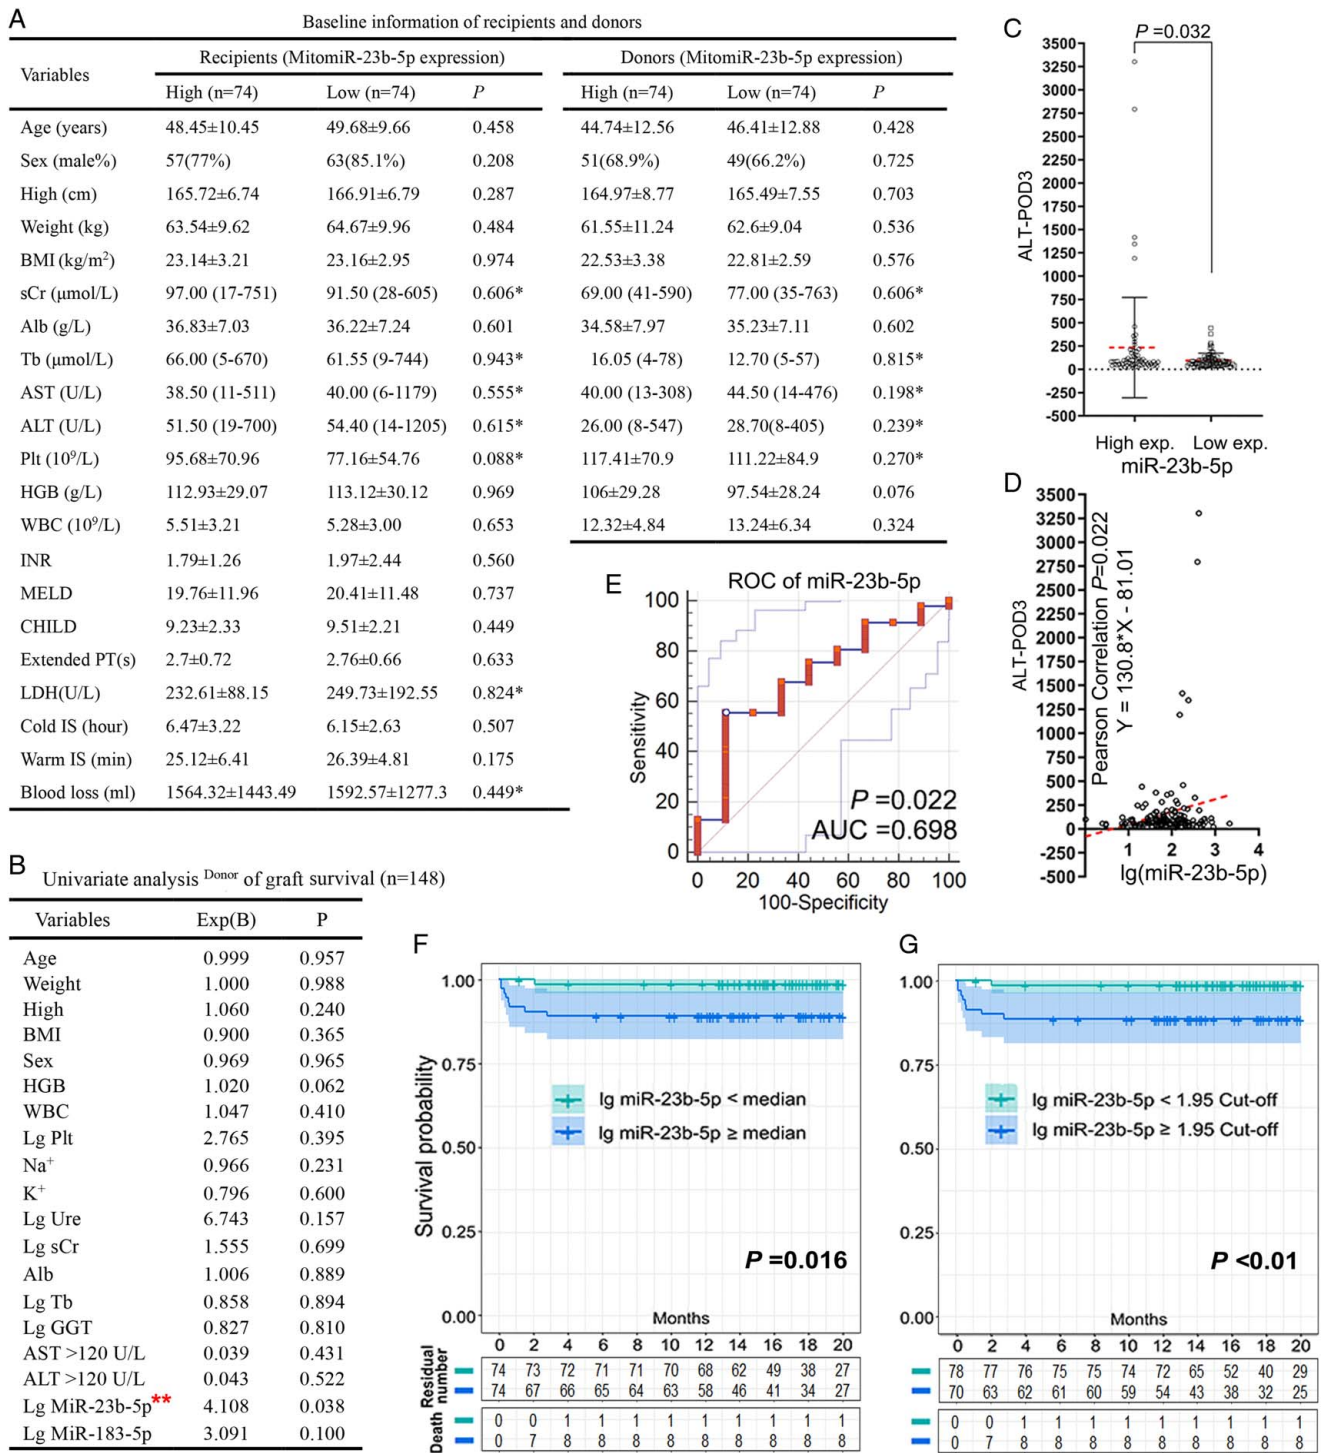 A
Baseline information of recipients and donors
Variables
Recipients (MitomiR-23b-5p expression)
Donors (MitomiR-23b-5p expression)
High (n=74) Low (n=74) P High (n=74) Low (n=74) P
Age (years) 48.45±10.45 49.68±9.66 0.458 44.74±12.56 46.41±12.88 0.428
Sex (male%) 57(77%) 63(85.1%) 0.208 51(68.9%) 49(66.2%) 0.725
High (cm) 165.72±6.74 166.91±6.79 0.287 164.97±8.77 165.49±7.55 0.703
Weight (kg) 63.54±9.62 64.67±9.96 0.484 61.55±11.24 62.6±9.04 0.536
BMI (kg/m²) 23.14±3.21 23.16±2.95 0.974 22.53±3.38 22.81±2.59 0.576
sCr (μmol/L) 97.00 (17-751) 91.50 (28-605) 0.606* 69.00 (41-590) 77.00 (35-763) 0.606*
Alb (g/L) 36.83±7.03 36.22±7.24 0.601 34.58±7.97 35.23±7.11 0.602
Tb (μmol/L) 66.00 (5-670) 61.55 (9-744) 0.943* 16.05 (4-78) 12.70 (5-57) 0.815*
AST (U/L) 38.50 (11-511) 40.00 (6-1179) 0.555* 40.00 (13-308) 44.50 (14-476) 0.198*
ALT (U/L) 51.50 (19-700) 54.40 (14-1205) 0.615* 26.00 (8-547) 28.70(8-405) 0.239*
Plt (10⁹/L) 95.68±70.96 77.16±54.76 0.088* 117.41±70.9 111.22±84.9 0.270*
HGB (g/L) 112.93±29.07 113.12±30.12 0.969 106±29.28 97.54±28.24 0.076
WBC (10⁹/L) 5.51±3.21 5.28±3.00 0.653 12.32±4.84 13.24±6.34 0.324
INR 1.79±1.26 1.97±2.44 0.560
MELD 19.76±11.96 20.41±11.48 0.737
CHILD 9.23±2.33 9.51±2.21 0.449
Extended PT(s) 2.7±0.72 2.76±0.66 0.633
LDH(U/L) 232.61±88.15 249.73±192.55 0.824*
Cold IS (hour) 6.47±3.22 6.15±2.63 0.507
Warm IS (min) 25.12±6.41 26.39±4.81 0.175
Blood loss (ml) 1564.32±1443.49 1592.57±1277.3 0.449*
B
Univariate analysis Donor of graft survival (n=148)
Variables Exp(B) P
Age 0.999 0.957
Weight 1.000 0.988
High 1.060 0.240
BMI 0.900 0.365
Sex 0.969 0.965
HGB 1.020 0.062
WBC 1.047 0.410
Lg Plt 2.765 0.395
Na⁺ 0.966 0.231
K⁺ 0.796 0.600
Lg Ure 6.743 0.157
Lg sCr 1.555 0.699
Alb 1.006 0.889
Lg Tb 0.858 0.894
Lg GGT 0.827 0.810
AST >120 U/L 0.039 0.431
ALT >120 U/L 0.043 0.522
Lg MiR-23b-5p** 4.108 0.038
Lg MiR-183-5p 3.091 0.100
C
P =0.032
ALT-POD3
3500
3250
3000
2750
2500
2250
2000
1750
1500
1250
1000
750
500
250
0
-250
-500
High exp. Low exp.
miR-23b-5p
D
ALT-POD3
Pearson Correlation P=0.022
Y = 130.8*X - 81.01
3500
3250
3000
2750
2500
2250
2000
1750
1500
1250
1000
750
500
250
0
-250
-500
1 2 3 4
lg(miR-23b-5p)
E
ROC of miR-23b-5p
Sensitivity
100
80
60
40
20
0
P =0.022
AUC =0.698
0 20 40 60 80 100
100-Specificity
F
Survival probability
1.00
0.75
0.50
0.25
0.00
lg miR-23b-5p < median
lg miR-23b-5p ≥ median
P =0.016
Months
0 2 4 6 8 10 12 14 16 18 20
Residual number
74 73 72 71 71 70 68 62 49 38 27
74 67 66 65 64 63 58 46 41 34 27
Death
0 0 1 1 1 1 1 1 1 1 1
0 7 8 8 8 8 8 8 8 8 8
G
1.00
0.75
0.50
0.25
0.00
lg miR-23b-5p < 1.95 Cut-off
lg miR-23b-5p ≥ 1.95 Cut-off
P <0.01
Months
0 2 4 6 8 10 12 14 16 18 20
78 77 76 75 75 74 72 65 52 40 29
70 63 62 61 60 59 54 43 38 32 25
0 0 1 1 1 1 1 1 1 1 1
0 7 8 8 8 8 8 8 8 8 8